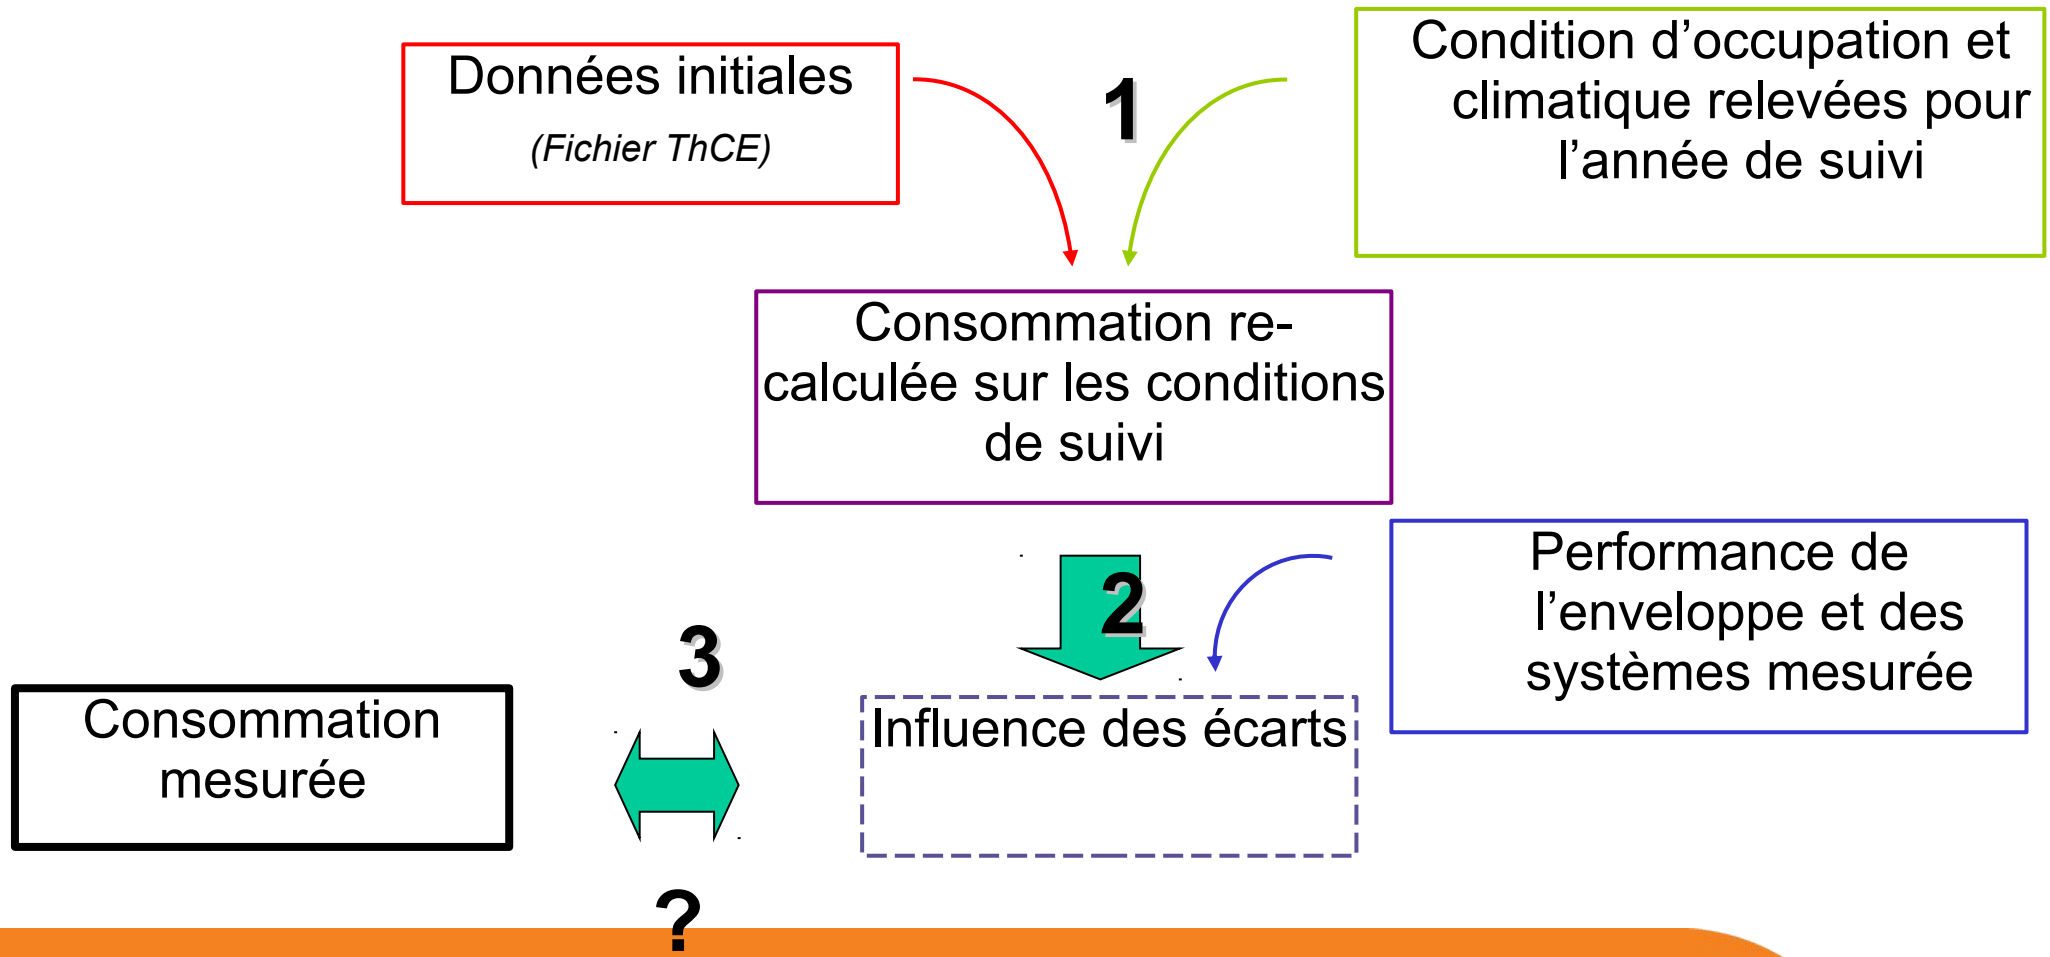 Données initiales
(Fichier ThCE)
1
Condition d’occupation et
climatique relevées pour
l’année de suivi
Consommation re-
calculée sur les conditions
de suivi
2
Performance de
l’enveloppe et des
systèmes mesurée
3
Consommation
mesurée
Influence des écarts
?